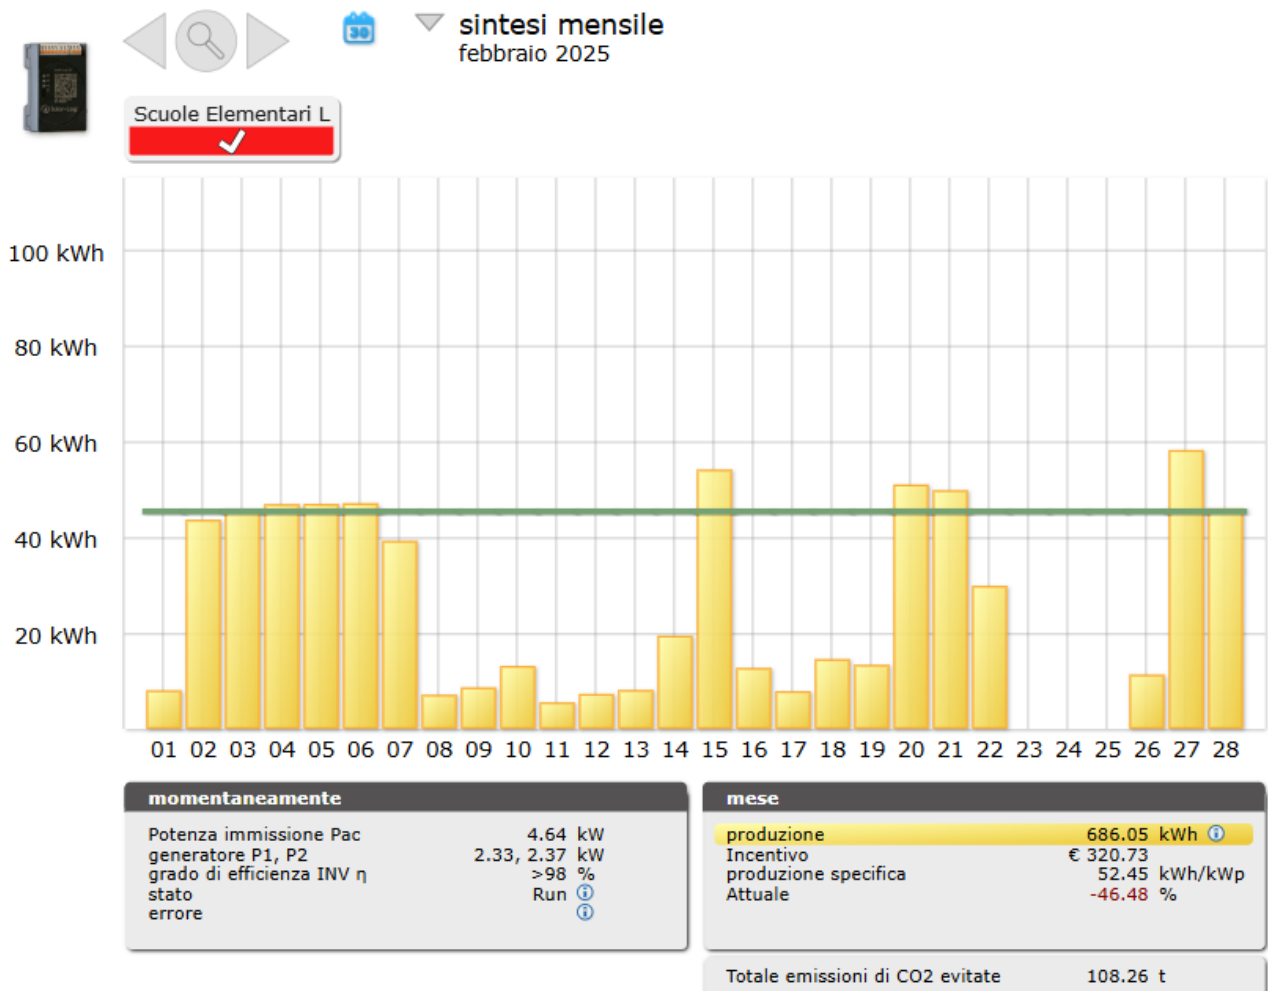 30
sintesi mensile
febbraio 2025
Scuole Elementari L
100 kWh
80 kWh
60 kWh
40 kWh
20 kWh
01 02 03 04 05 06 07 08 09 10 11 12 13 14 15 16 17 18 19 20 21 22 23 24 25 26 27 28
momentaneamente
Potenza immissione Pac 4.64 kW
generatore P1, P2 2.33, 2.37 kW
grado di efficienza INV η >98 %
stato Run
errore
mese
produzione 686.05 kWh
Incentivo € 320.73
produzione specifica 52.45 kWh/kWp
Attuale -46.48 %
Totale emissioni di CO2 evitate 108.26 t